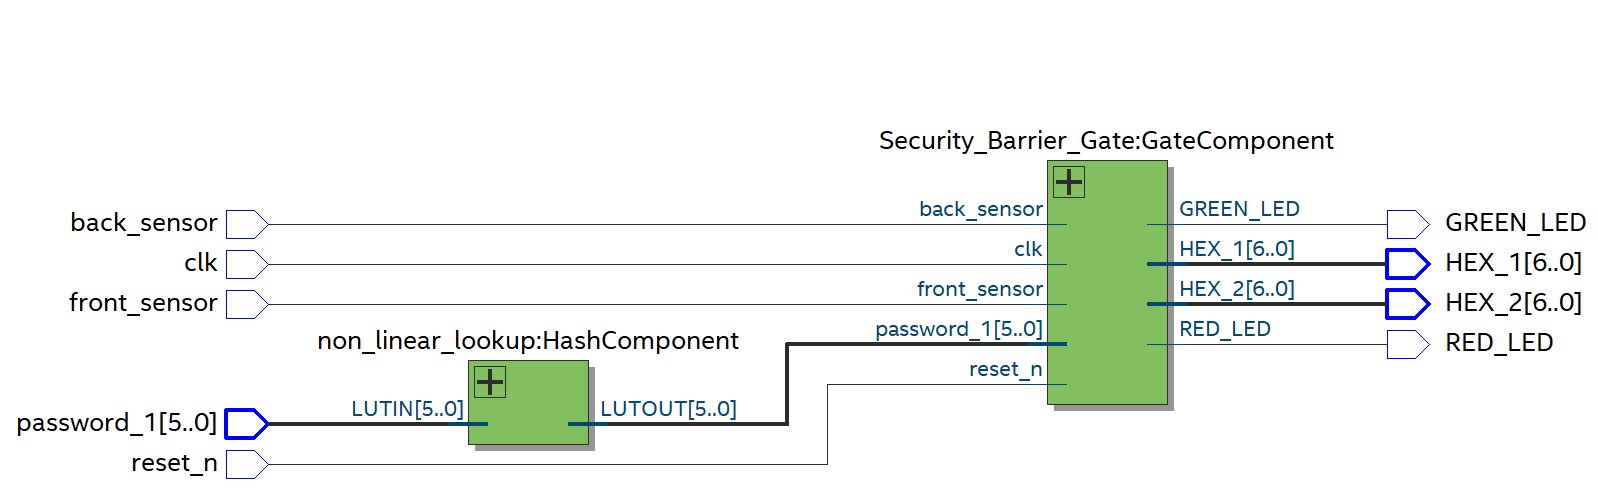 Security_Barrier_Gate:GateComponent
back_sensor back_sensor GREEN_LED GREEN_LED
clk clk HEX_1[6..0] HEX_1[6..0]
front_sensor front_sensor HEX_2[6..0] HEX_2[6..0]
non_linear_lookup:HashComponent password_1[5..0] RED_LED RED_LED
reset_n
password_1[5..0] LUTIN[5..0] LUTOUT[5..0]
reset_n